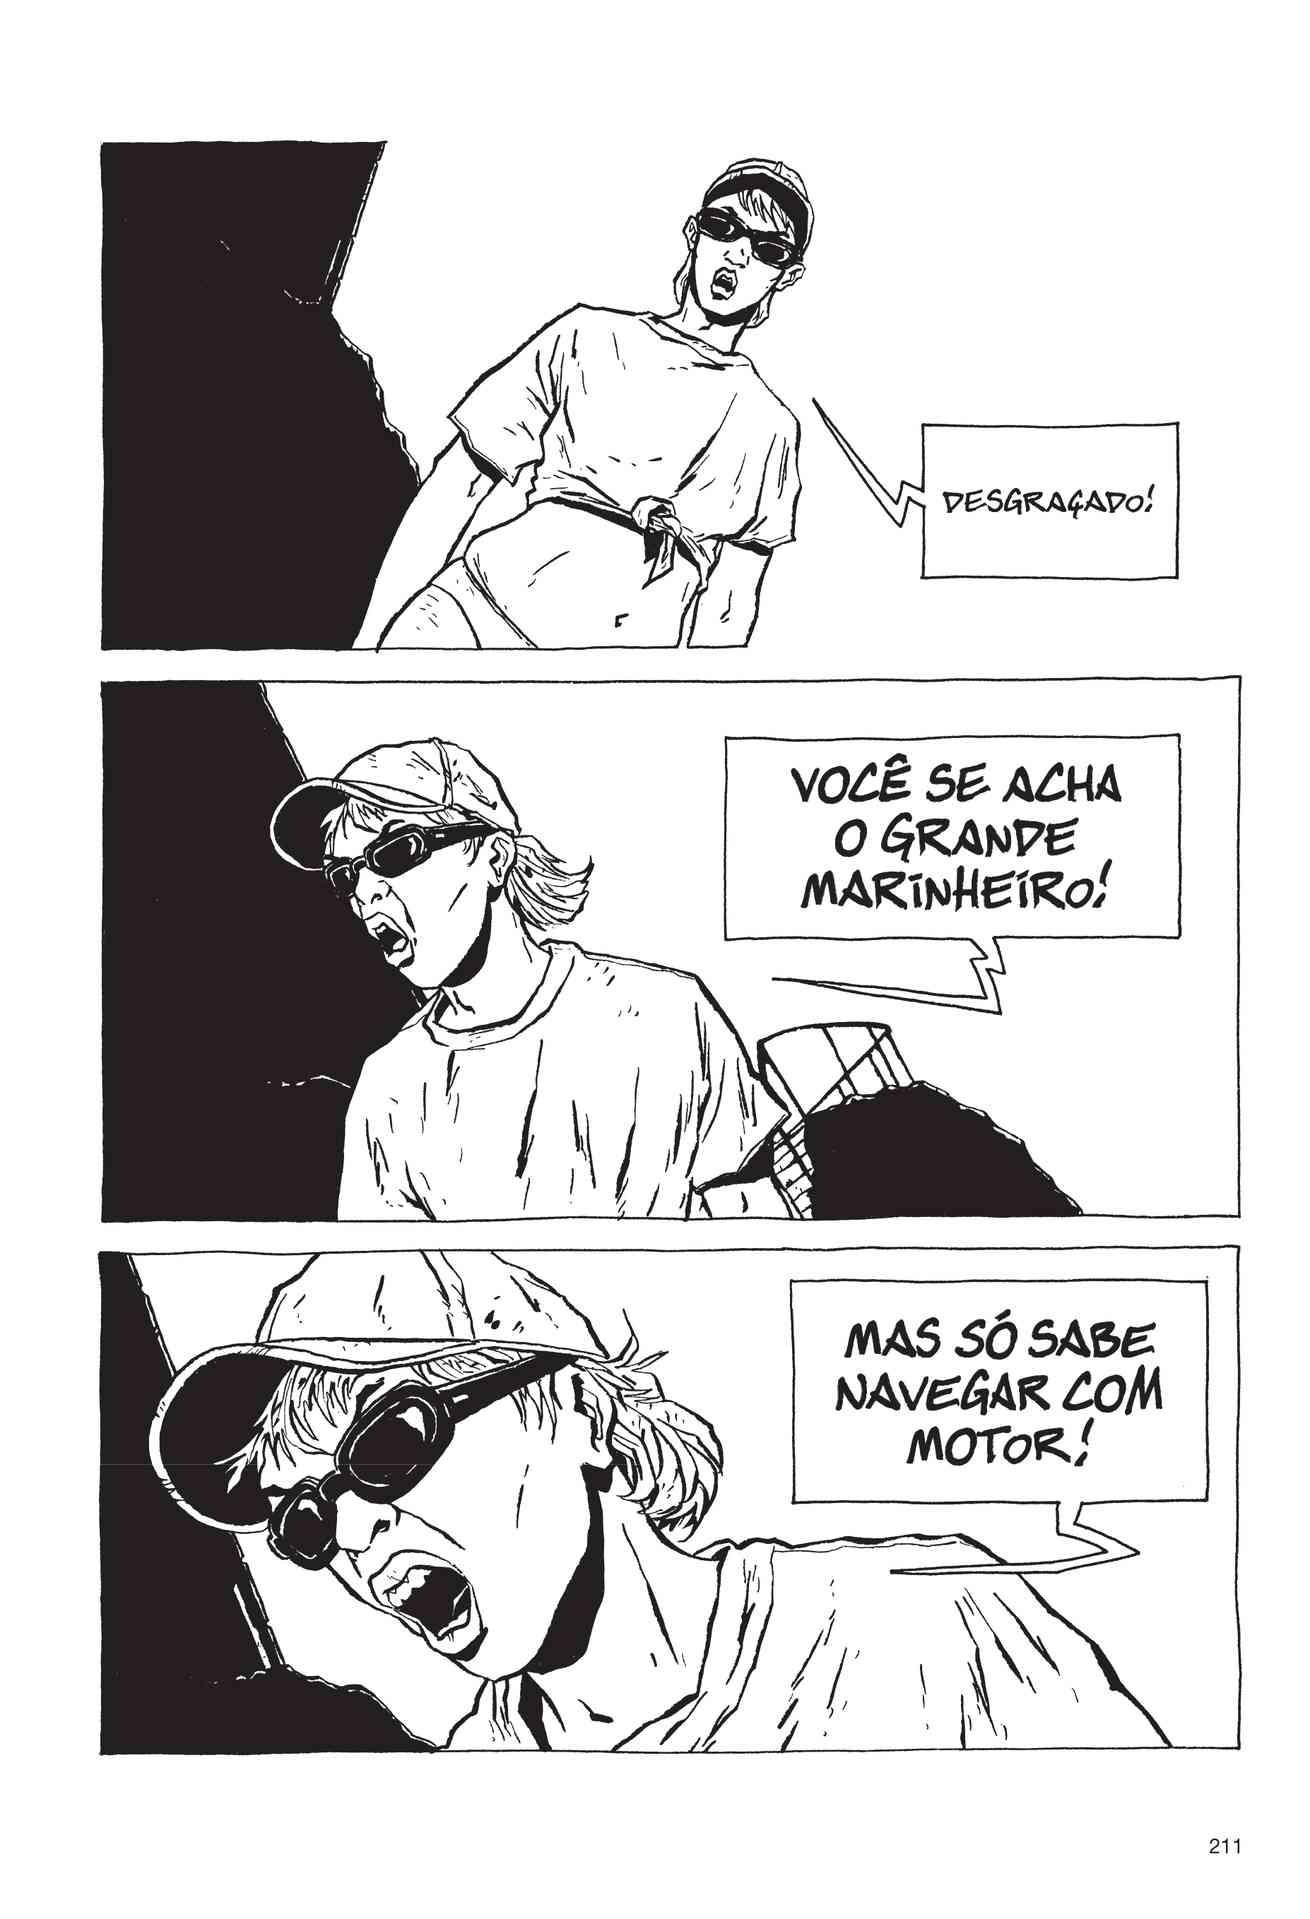 DESGRAÇADO!
VOCÊ SE ACHA
O GRANDE
MARINHEIRO!
MAS SÓ SABE
NAVEGAR COM
MOTOR!
211